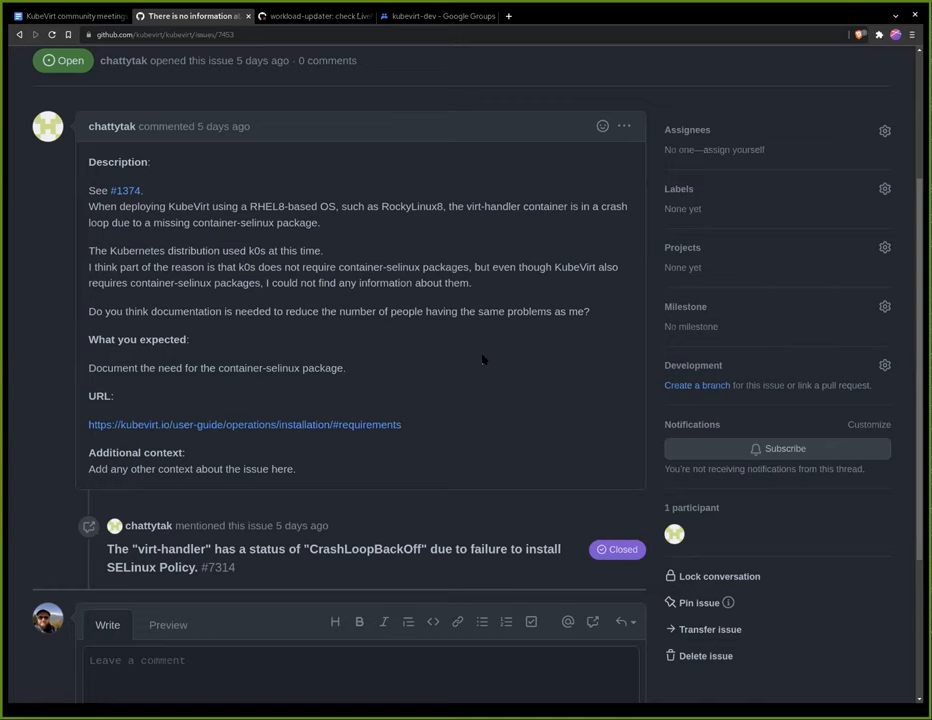 KubeVirt community meeting
There is no information a
workload-updater: check Live
kubevirt-dev - Google Groups
github.com/kubevirt/kubevirt/issues/7453
Open
chattytak opened this issue 5 days ago · 0 comments
chattytak commented 5 days ago
Description:
See #1374.
When deploying KubeVirt using a RHEL8-based OS, such as RockyLinux8, the virt-handler container is in a crash
loop due to a missing container-selinux package.
The Kubernetes distribution used k0s at this time.
I think part of the reason is that k0s does not require container-selinux packages, but even though KubeVirt also
requires container-selinux packages, I could not find any information about them.
Do you think documentation is needed to reduce the number of people having the same problems as me?
What you expected:
Document the need for the container-selinux package.
URL:
https://kubevirt.io/user-guide/operations/installation/#requirements
Additional context:
Add any other context about the issue here.
chattytak mentioned this issue 5 days ago
The "virt-handler" has a status of "CrashLoopBackOff" due to failure to install
SELinux Policy. #7314
Closed
Write
Preview
Leave a comment
Assignees
No one—assign yourself
Labels
None yet
Projects
None yet
Milestone
No milestone
Development
Create a branch for this issue or link a pull request.
Notifications
Customize
Subscribe
You're not receiving notifications from this thread.
1 participant
Lock conversation
Pin issue
Transfer issue
Delete issue